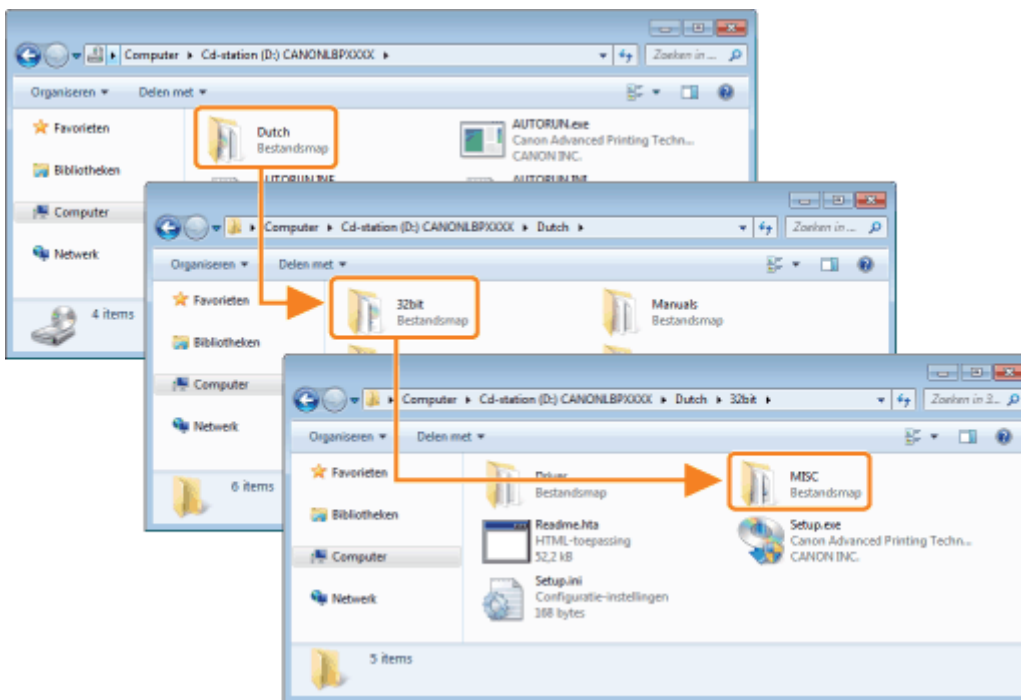 Computer ▸ Cd-station (D:) CANONLBPXXXX ▸
Zoeken in ...
Organiseren ▾ Delen met ▾
Favorieten
Bibliotheken
Computer
Netwerk
4 items
Dutch
Bestandsmap
AUTORUN.exe
Canon Advanced Printing Techn...
CANON INC.
AUTORUN.INF
AUTORUN.INI
Computer ▸ Cd-station (D:) CANONLBPXXXX ▸ Dutch ▸
Zoeken in ...
Organiseren ▾ Delen met ▾
Favorieten
Bibliotheken
Computer
Netwerk
6 items
32bit
Bestandsmap
Manuals
Bestandsmap
Computer ▸ Cd-station (D:) CANONLBPXXXX ▸ Dutch ▸ 32bit ▸
Zoeken in 3...
Organiseren ▾ Delen met ▾
Favorieten
Bibliotheken
Computer
Netwerk
Driver
Bestandsmap
MISC
Bestandsmap
Readme.hta
HTML-toepassing
52,2 kB
Setup.exe
Canon Advanced Printing Techn...
CANON INC.
Setup.ini
Configuratie-instellingen
168 bytes
5 items